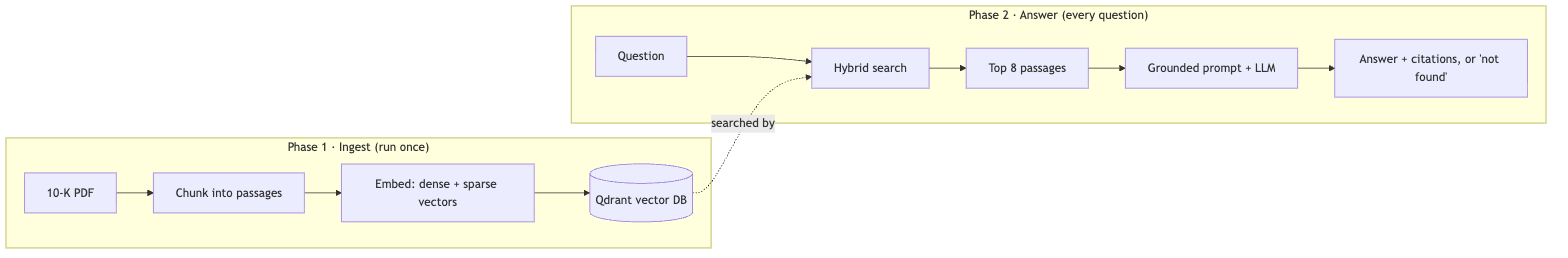 Phase 2 · Answer (every question)
Question
Hybrid search
Top 8 passages
Grounded prompt + LLM
Answer + citations, or 'not
found'
searched by
Phase 1 · Ingest (run once)
10-K PDF
Chunk into passages
Embed: dense + sparse
vectors
Qdrant vector DB